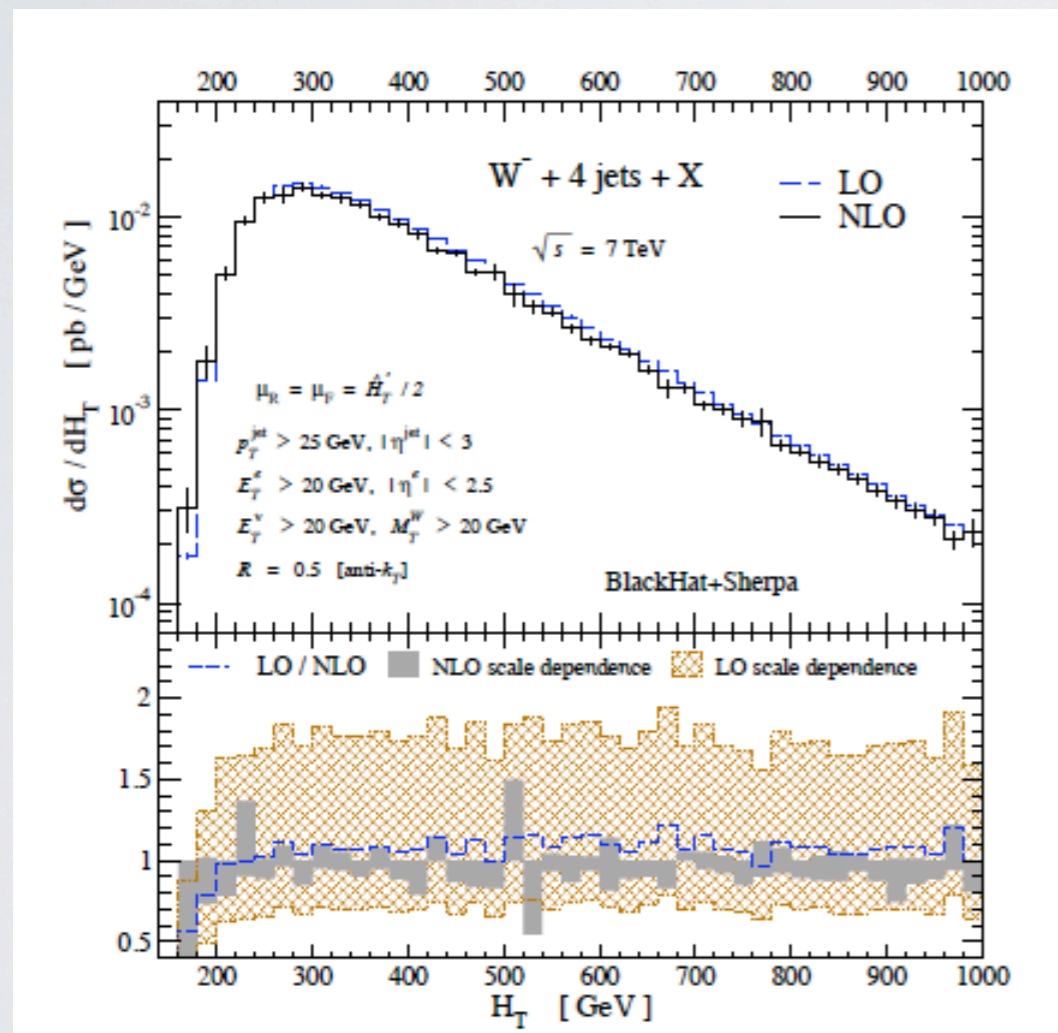 200 300 400 500 600 700 800 900 1000
W⁻ + 4 jets + X
LO
NLO
10⁻²
√s = 7 TeV
dσ / dH_T [ pb / GeV ]
μ_R = μ_F = Ĥ_T' / 2
10⁻³
p_T^jet > 25 GeV, | η^jet | < 3
E_T^e > 20 GeV, | η^e | < 2.5
E_T^ν > 20 GeV, M_T^W > 20 GeV
R = 0.5 [anti-k_T]
BlackHat+Sherpa
10⁻⁴
LO / NLO NLO scale dependence LO scale dependence
2
1.5
1
0.5
200 300 400 500 600 700 800 900 1000
H_T [ GeV ]